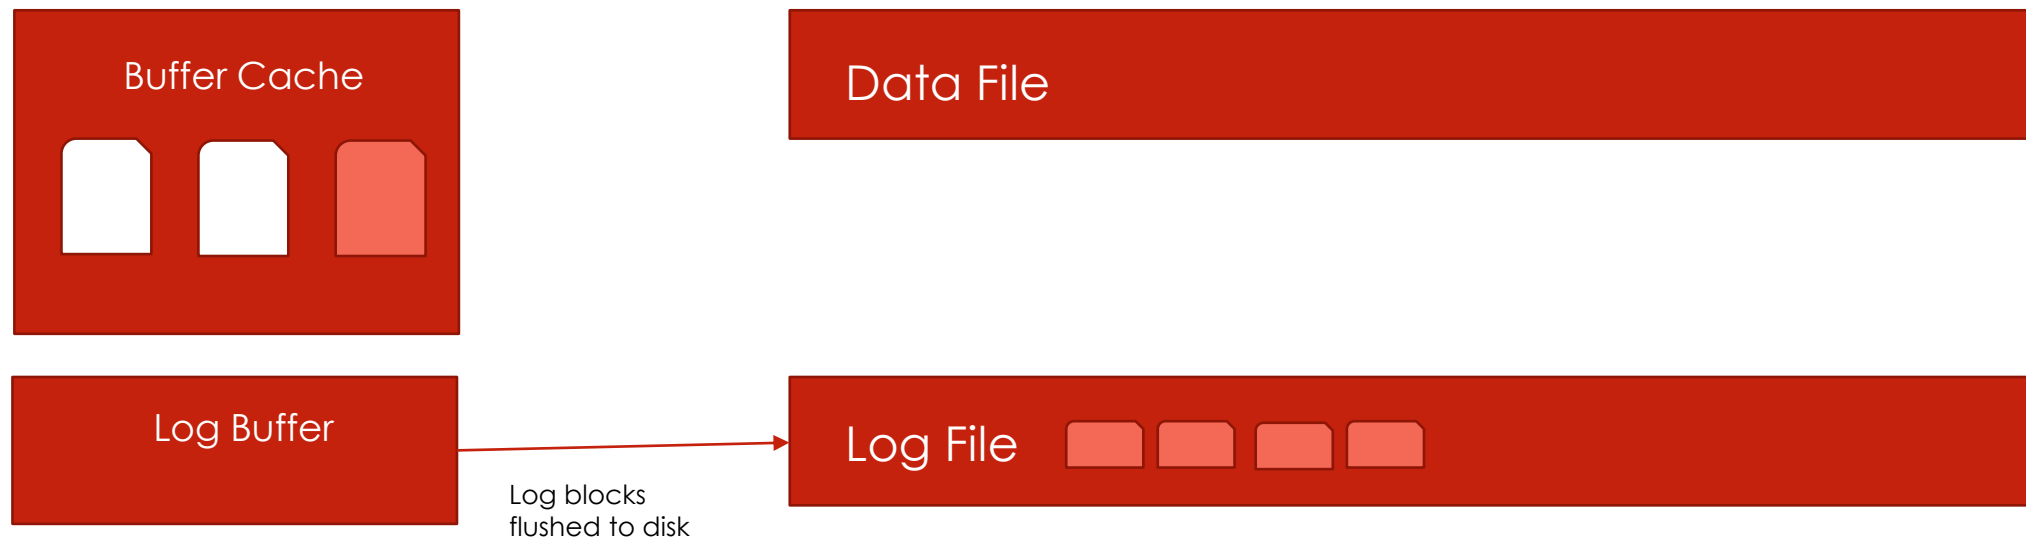 Buffer Cache
Data File
Log Buffer
Log File
Log blocks
flushed to disk